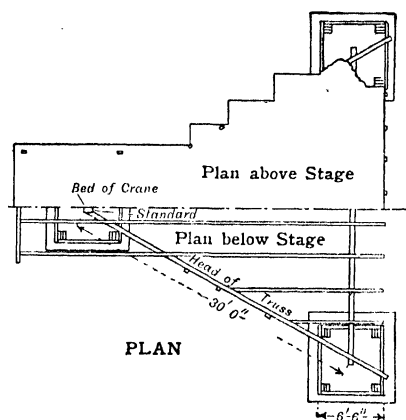 Plan above Stage
Bed of Crane
Standard
Plan below Stage
Head of Truss
30' 0"
PLAN
6'-6"